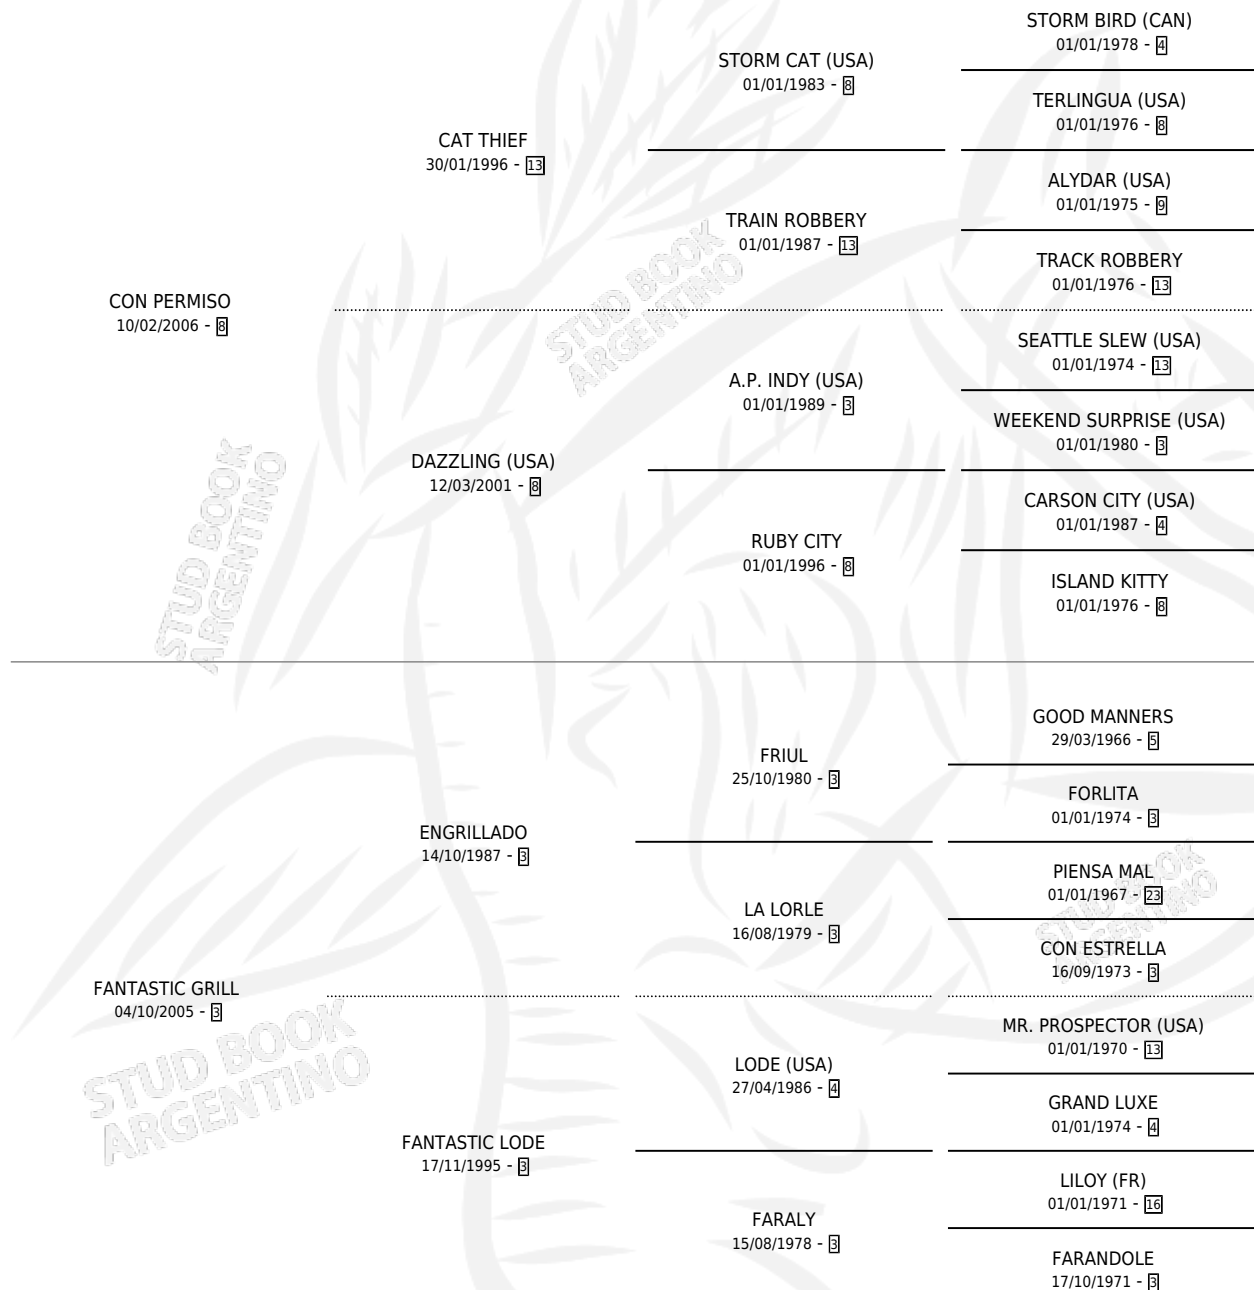 STORM BIRD (CAN)
01/01/1978 - 4
STORM CAT (USA)
01/01/1983 - 8
TERLINGUA (USA)
01/01/1976 - 8
CAT THIEF
30/01/1996 - 13
ALYDAR (USA)
01/01/1975 - 9
TRAIN ROBBERY
01/01/1987 - 13
TRACK ROBBERY
01/01/1976 - 13
CON PERMISO
10/02/2006 - 8
SEATTLE SLEW (USA)
01/01/1974 - 13
A.P. INDY (USA)
01/01/1989 - 3
WEEKEND SURPRISE (USA)
01/01/1980 - 3
DAZZLING (USA)
12/03/2001 - 8
CARSON CITY (USA)
01/01/1987 - 4
RUBY CITY
01/01/1996 - 8
ISLAND KITTY
01/01/1976 - 8
GOOD MANNERS
29/03/1966 - 5
FRIUL
25/10/1980 - 3
FORLITA
01/01/1974 - 3
ENGRILLADO
14/10/1987 - 3
PIENSA MAL
01/01/1967 - 23
LA LORLE
16/08/1979 - 3
CON ESTRELLA
16/09/1973 - 3
FANTASTIC GRILL
04/10/2005 - 3
MR. PROSPECTOR (USA)
01/01/1970 - 13
LODE (USA)
27/04/1986 - 4
GRAND LUXE
01/01/1974 - 4
FANTASTIC LODE
17/11/1995 - 3
LILOY (FR)
01/01/1971 - 16
FARALY
15/08/1978 - 3
FARANDOLE
17/10/1971 - 3
STUD BOOK
ARGENTINO
STUD BOOK
ARGENTINO
STUD BOOK
ARGENTINO
STUD BOOK
ARGENTINO